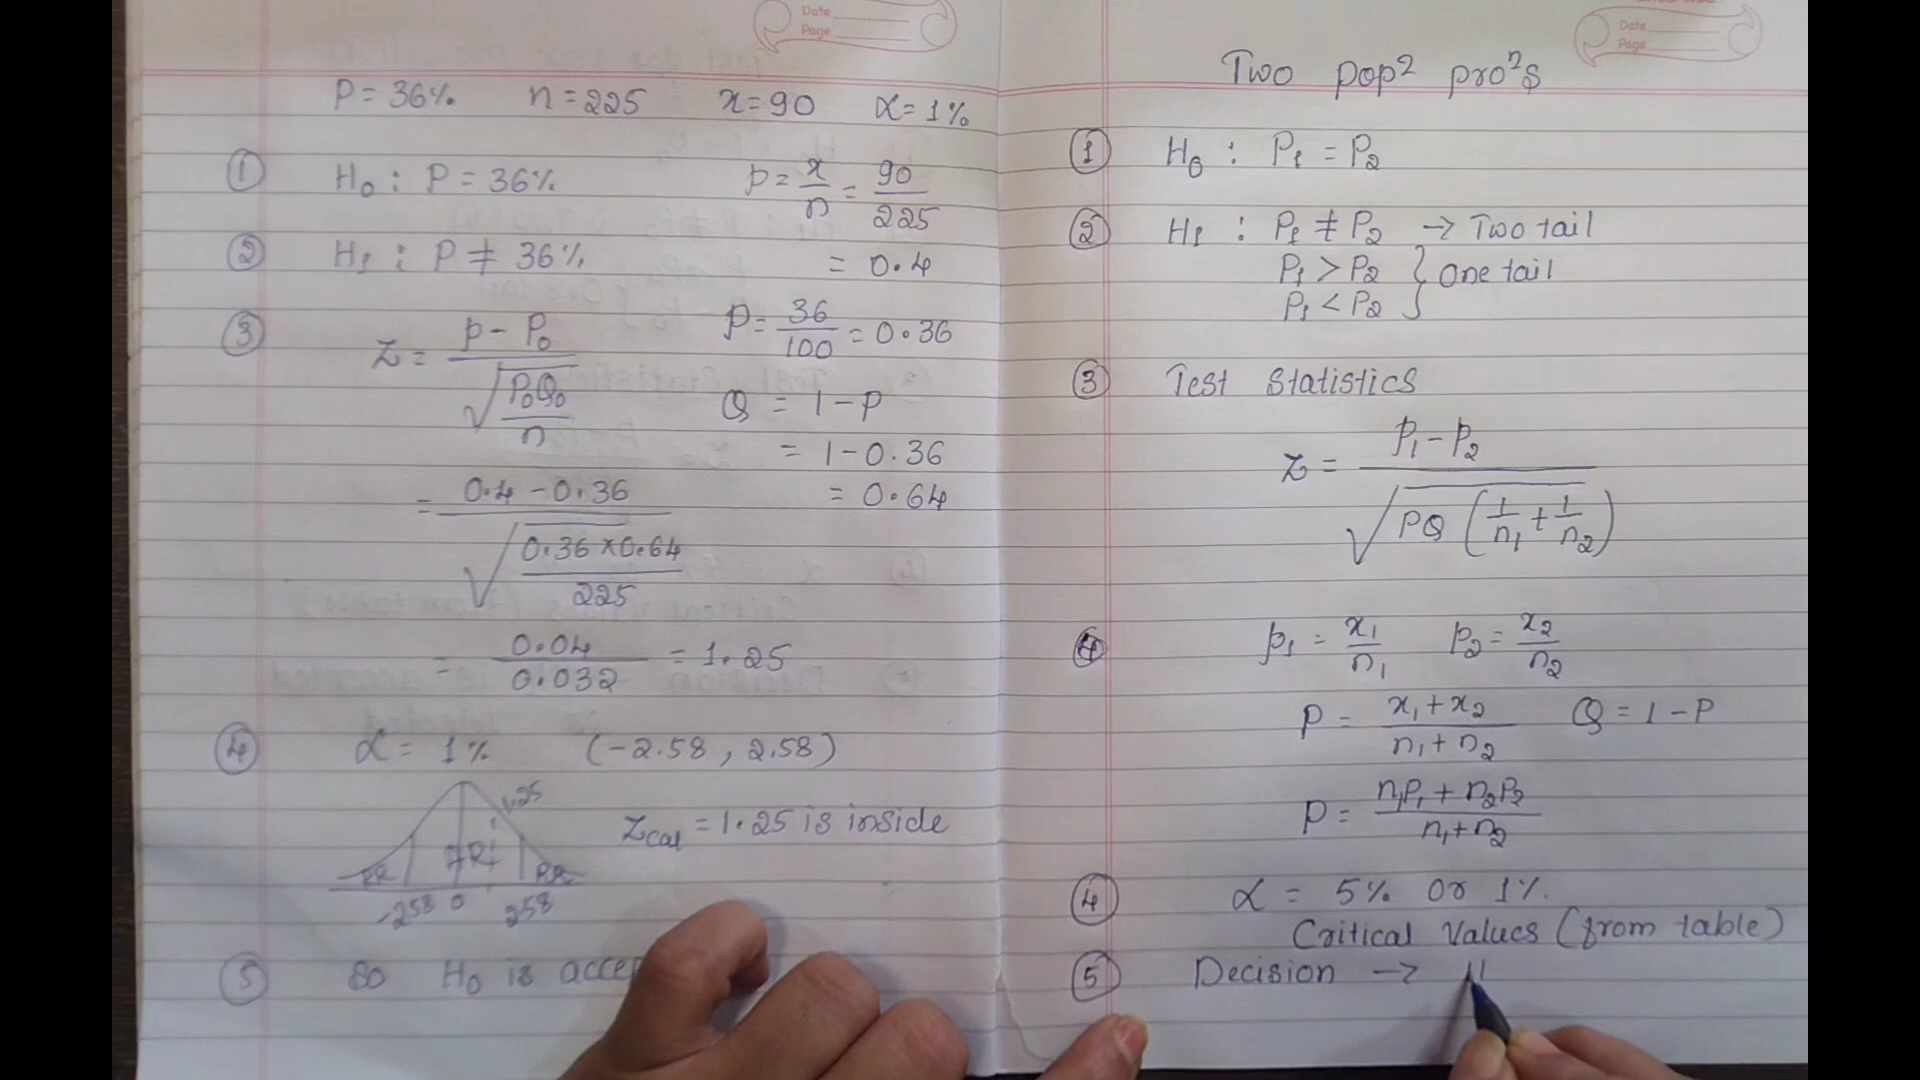 Date
Page
P = 36%  n = 225  x = 90  α = 1%
① H₀ : P = 36%
p = x/n = 90/225
② H₁ : P ≠ 36%
= 0.4
③ Z = (p - P₀) / √(P₀Q₀/n)
P = 36/100 = 0.36
Q = 1 - P
= 1 - 0.36
= 0.64
= (0.4 - 0.36) / √((0.36 × 0.64)/225)
= 0.04/0.032 = 1.25
④ α = 1%  (-2.58, 2.58)
1.25
Zcal = 1.25 is inside
RR  AR  RR
-2.58  0  2.58
⑤ So H₀ is
Date
Page
Two popⁿ proⁿs
① H₀ : P₁ = P₂
② H₁ : P₁ ≠ P₂ → Two tail
P₁ > P₂ } One tail
P₁ < P₂
③ Test Statistics
Z = (p₁ - p₂) / √(PQ (1/n₁ + 1/n₂))
p₁ = x₁/n₁  p₂ = x₂/n₂
P = (x₁ + x₂)/(n₁ + n₂)  Q = 1 - P
P = (n₁P₁ + n₂P₂)/(n₁ + n₂)
④ α = 5% or 1%.
Critical Values (from table)
⑤ Decision →